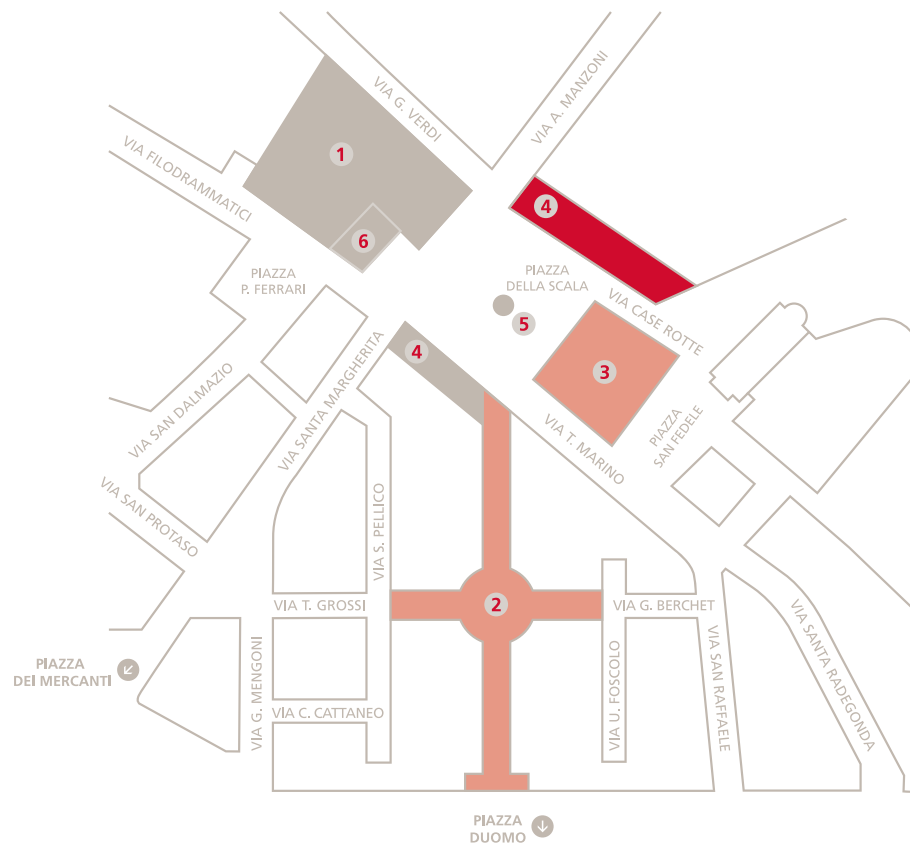 VIA G. VERDI
VIA A. MANZONI
VIA FILODRAMMATICI
1
4
6
PIAZZA
P. FERRARI
PIAZZA
DELLA SCALA
5
VIA CASE ROTTE
4
3
VIA SANTA MARGHERITA
VIA SAN DALMAZIO
VIA T. MARINO
PIAZZA
SAN FEDELE
VIA SAN PROTASO
VIA S. PELLICO
VIA T. GROSSI
2
VIA G. BERCHET
PIAZZA
DEI MERCANTI
VIA G. MENGONI
VIA C. CATTANEO
VIA U. FOSCOLO
VIA SAN RAFFAELE
VIA SANTA RADEGONDA
PIAZZA
DUOMO